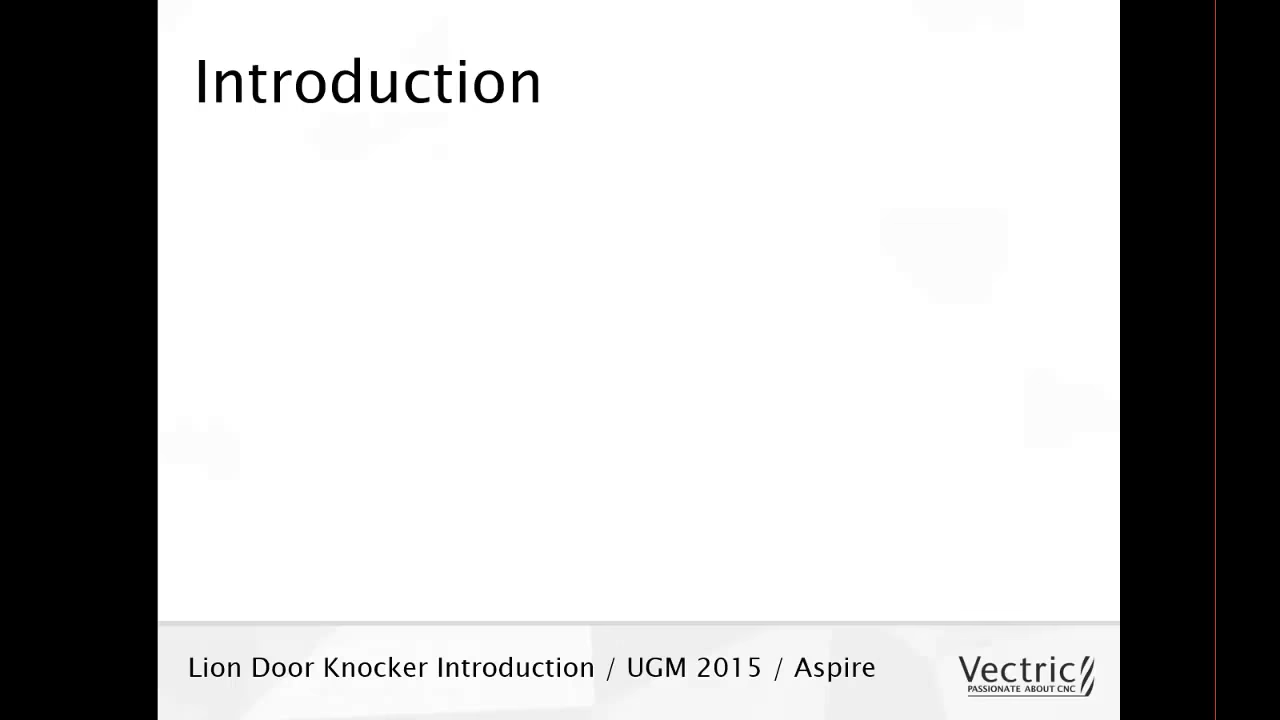 Introduction
Lion Door Knocker Introduction / UGM 2015 / Aspire
Vectric
PASSIONATE ABOUT CNC